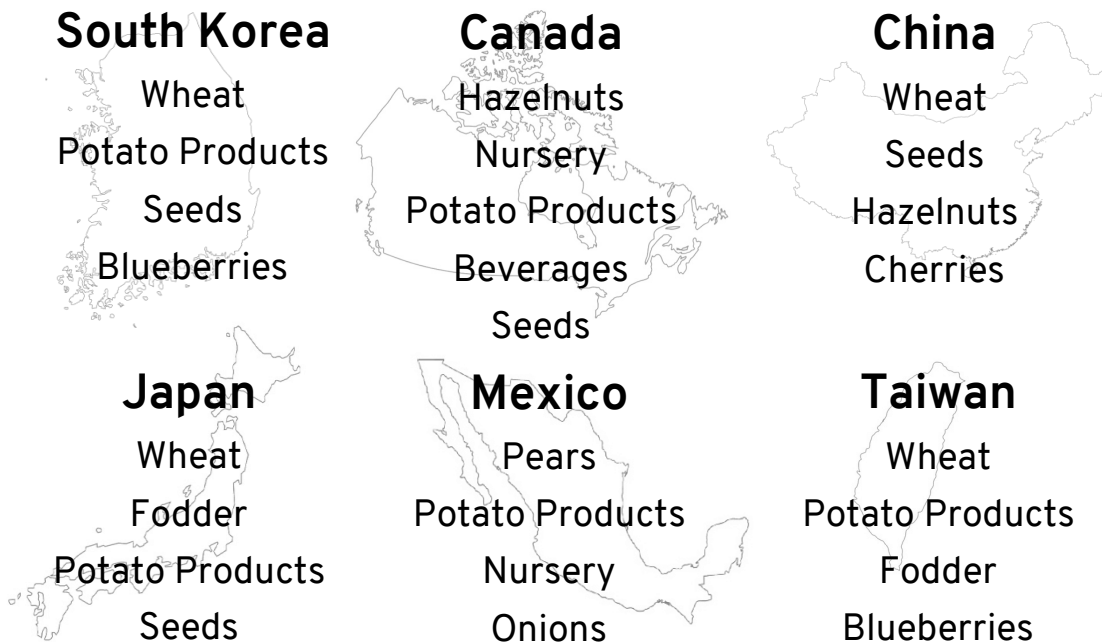 South Korea
Wheat
Potato Products
Seeds
Blueberries
Canada
Hazelnuts
Nursery
Potato Products
Beverages
Seeds
China
Wheat
Seeds
Hazelnuts
Cherries
Japan
Wheat
Fodder
Potato Products
Seeds
Mexico
Pears
Potato Products
Nursery
Onions
Taiwan
Wheat
Potato Products
Fodder
Blueberries